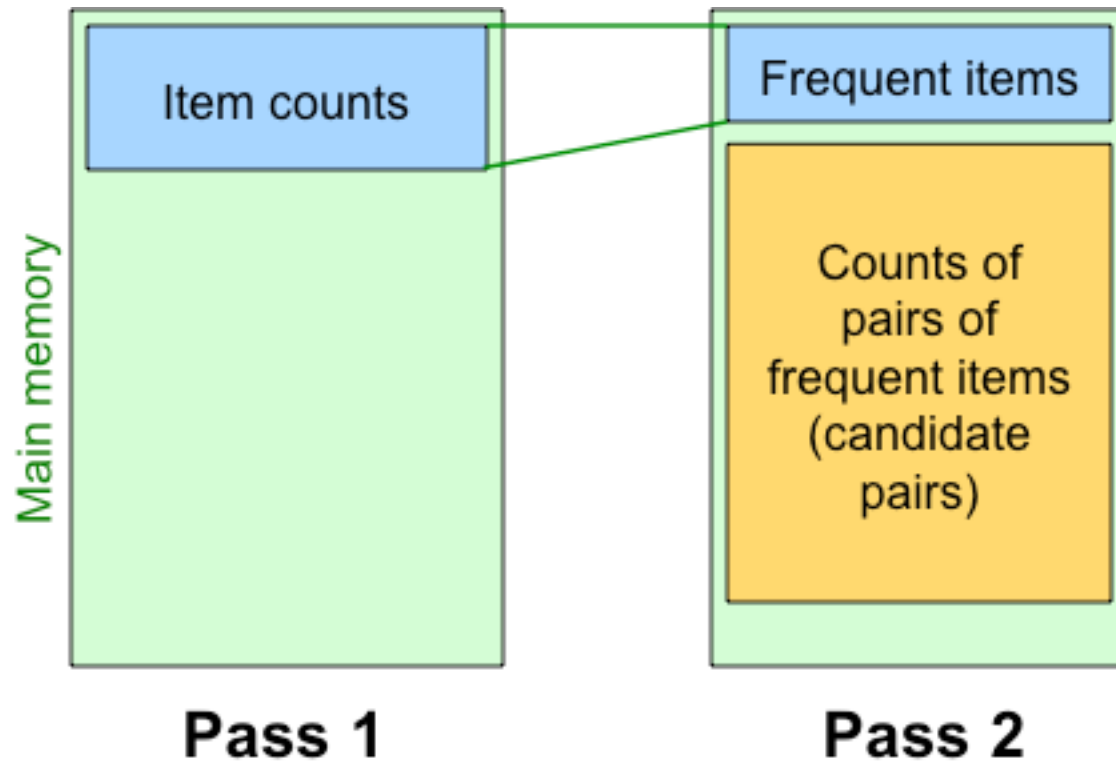 Item counts
Frequent items
Counts of
pairs of
frequent items
(candidate
pairs)
Main memory
Pass 1
Pass 2